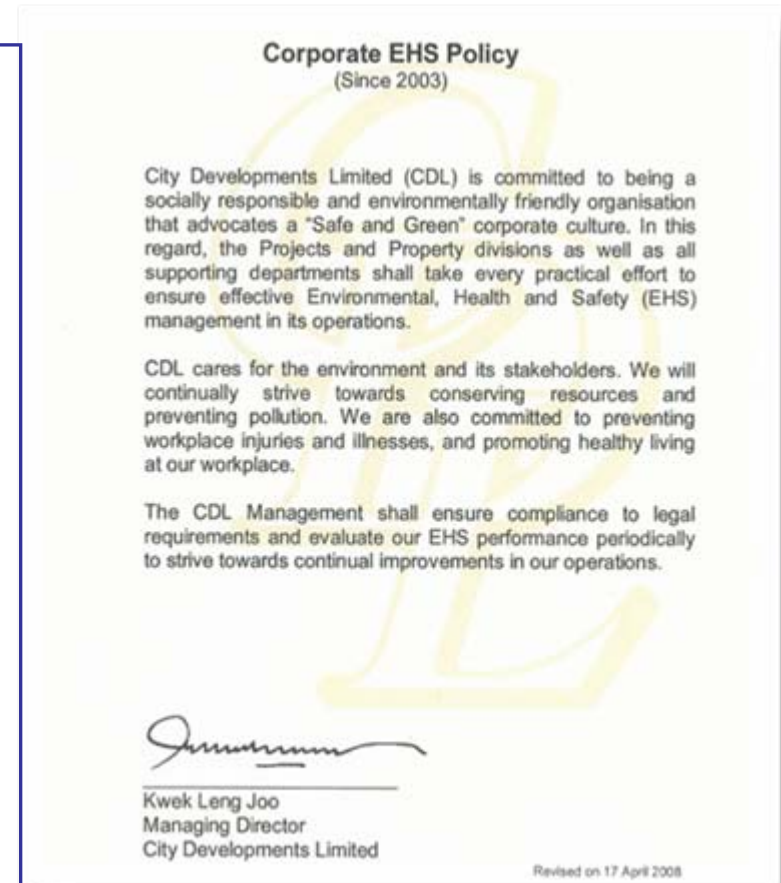 Corporate EHS Policy
(Since 2003)
City Developments Limited (CDL) is committed to being a
socially responsible and environmentally friendly organisation
that advocates a "Safe and Green" corporate culture. In this
regard, the Projects and Property divisions as well as all
supporting departments shall take every practical effort to
ensure effective Environmental, Health and Safety (EHS)
management in its operations.
CDL cares for the environment and its stakeholders. We will
continually strive towards conserving resources and
preventing pollution. We are also committed to preventing
workplace injuries and illnesses, and promoting healthy living
at our workplace.
The CDL Management shall ensure compliance to legal
requirements and evaluate our EHS performance periodically
to strive towards continual improvements in our operations.
Kwek Leng Joo
Managing Director
City Developments Limited
Revised on 17 April 2008